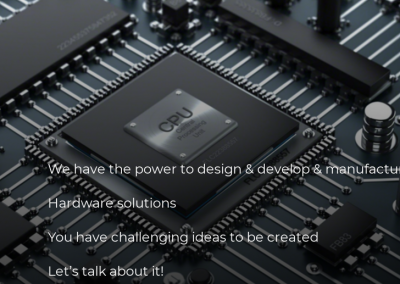 CPU
We have the power to design & develop & manufactu
Hardware solutions
You have challenging ideas to be created
Let's talk about it!